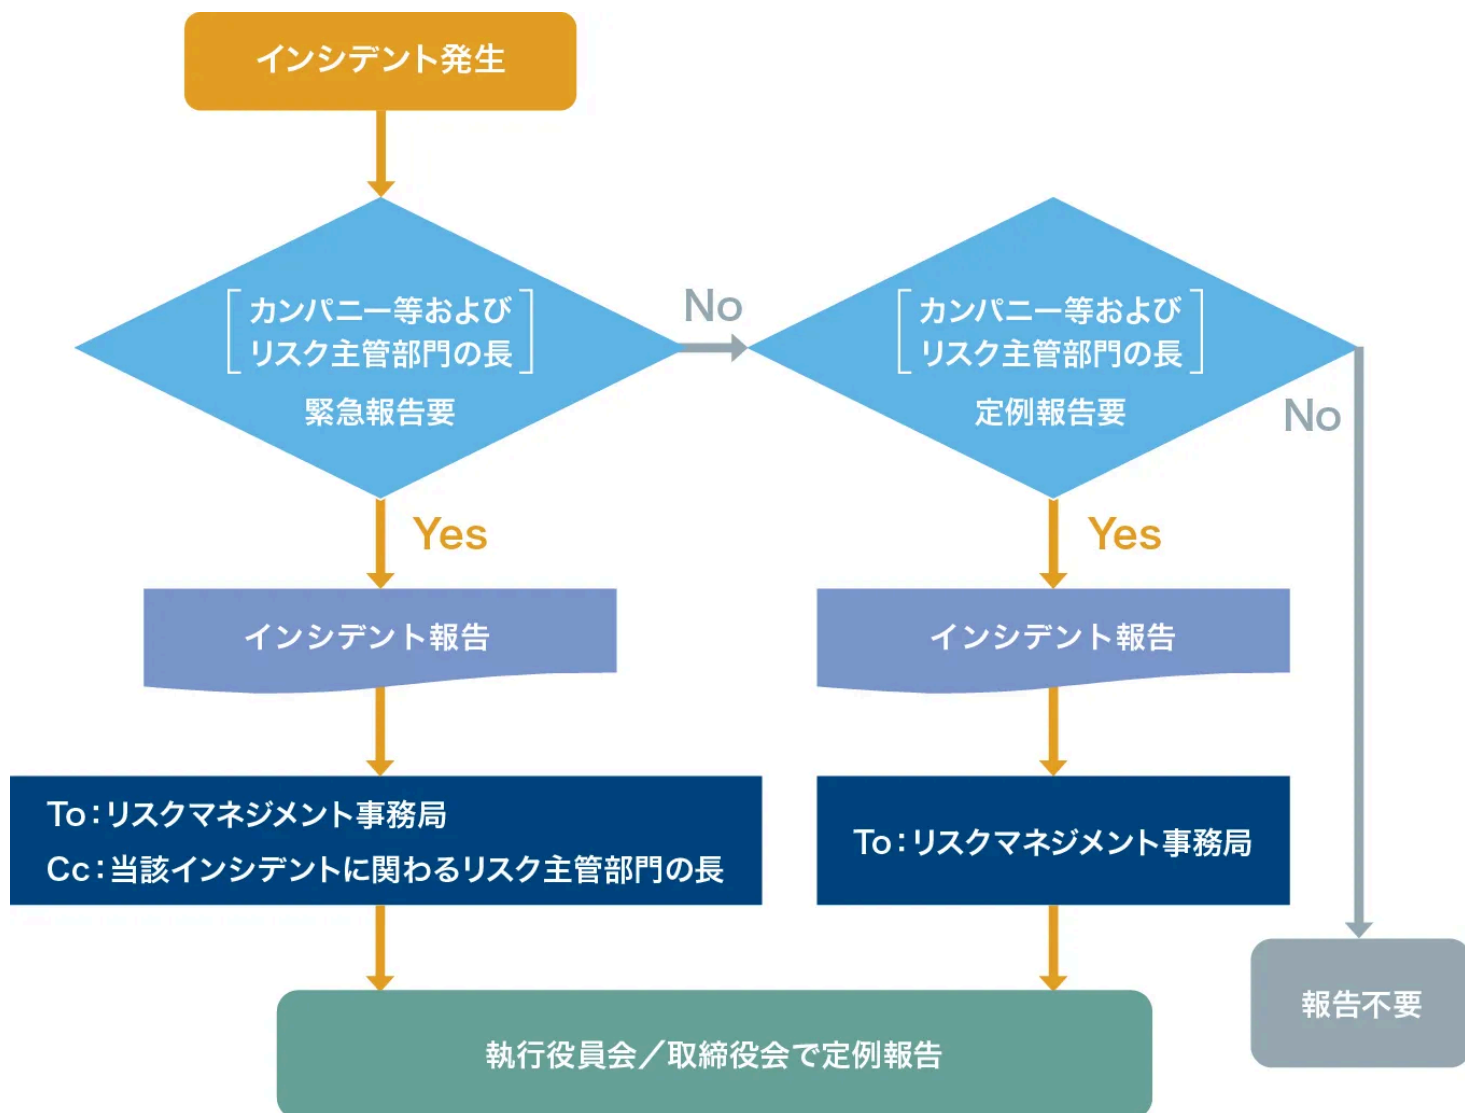 インシデント発生
カンパニー等および
リスク主管部門の長
緊急報告要
No
カンパニー等および
リスク主管部門の長
定例報告要
No
Yes
Yes
インシデント報告
インシデント報告
To：リスクマネジメント事務局
Cc：当該インシデントに関わるリスク主管部門の長
To：リスクマネジメント事務局
報告不要
執行役員会／取締役会で定例報告